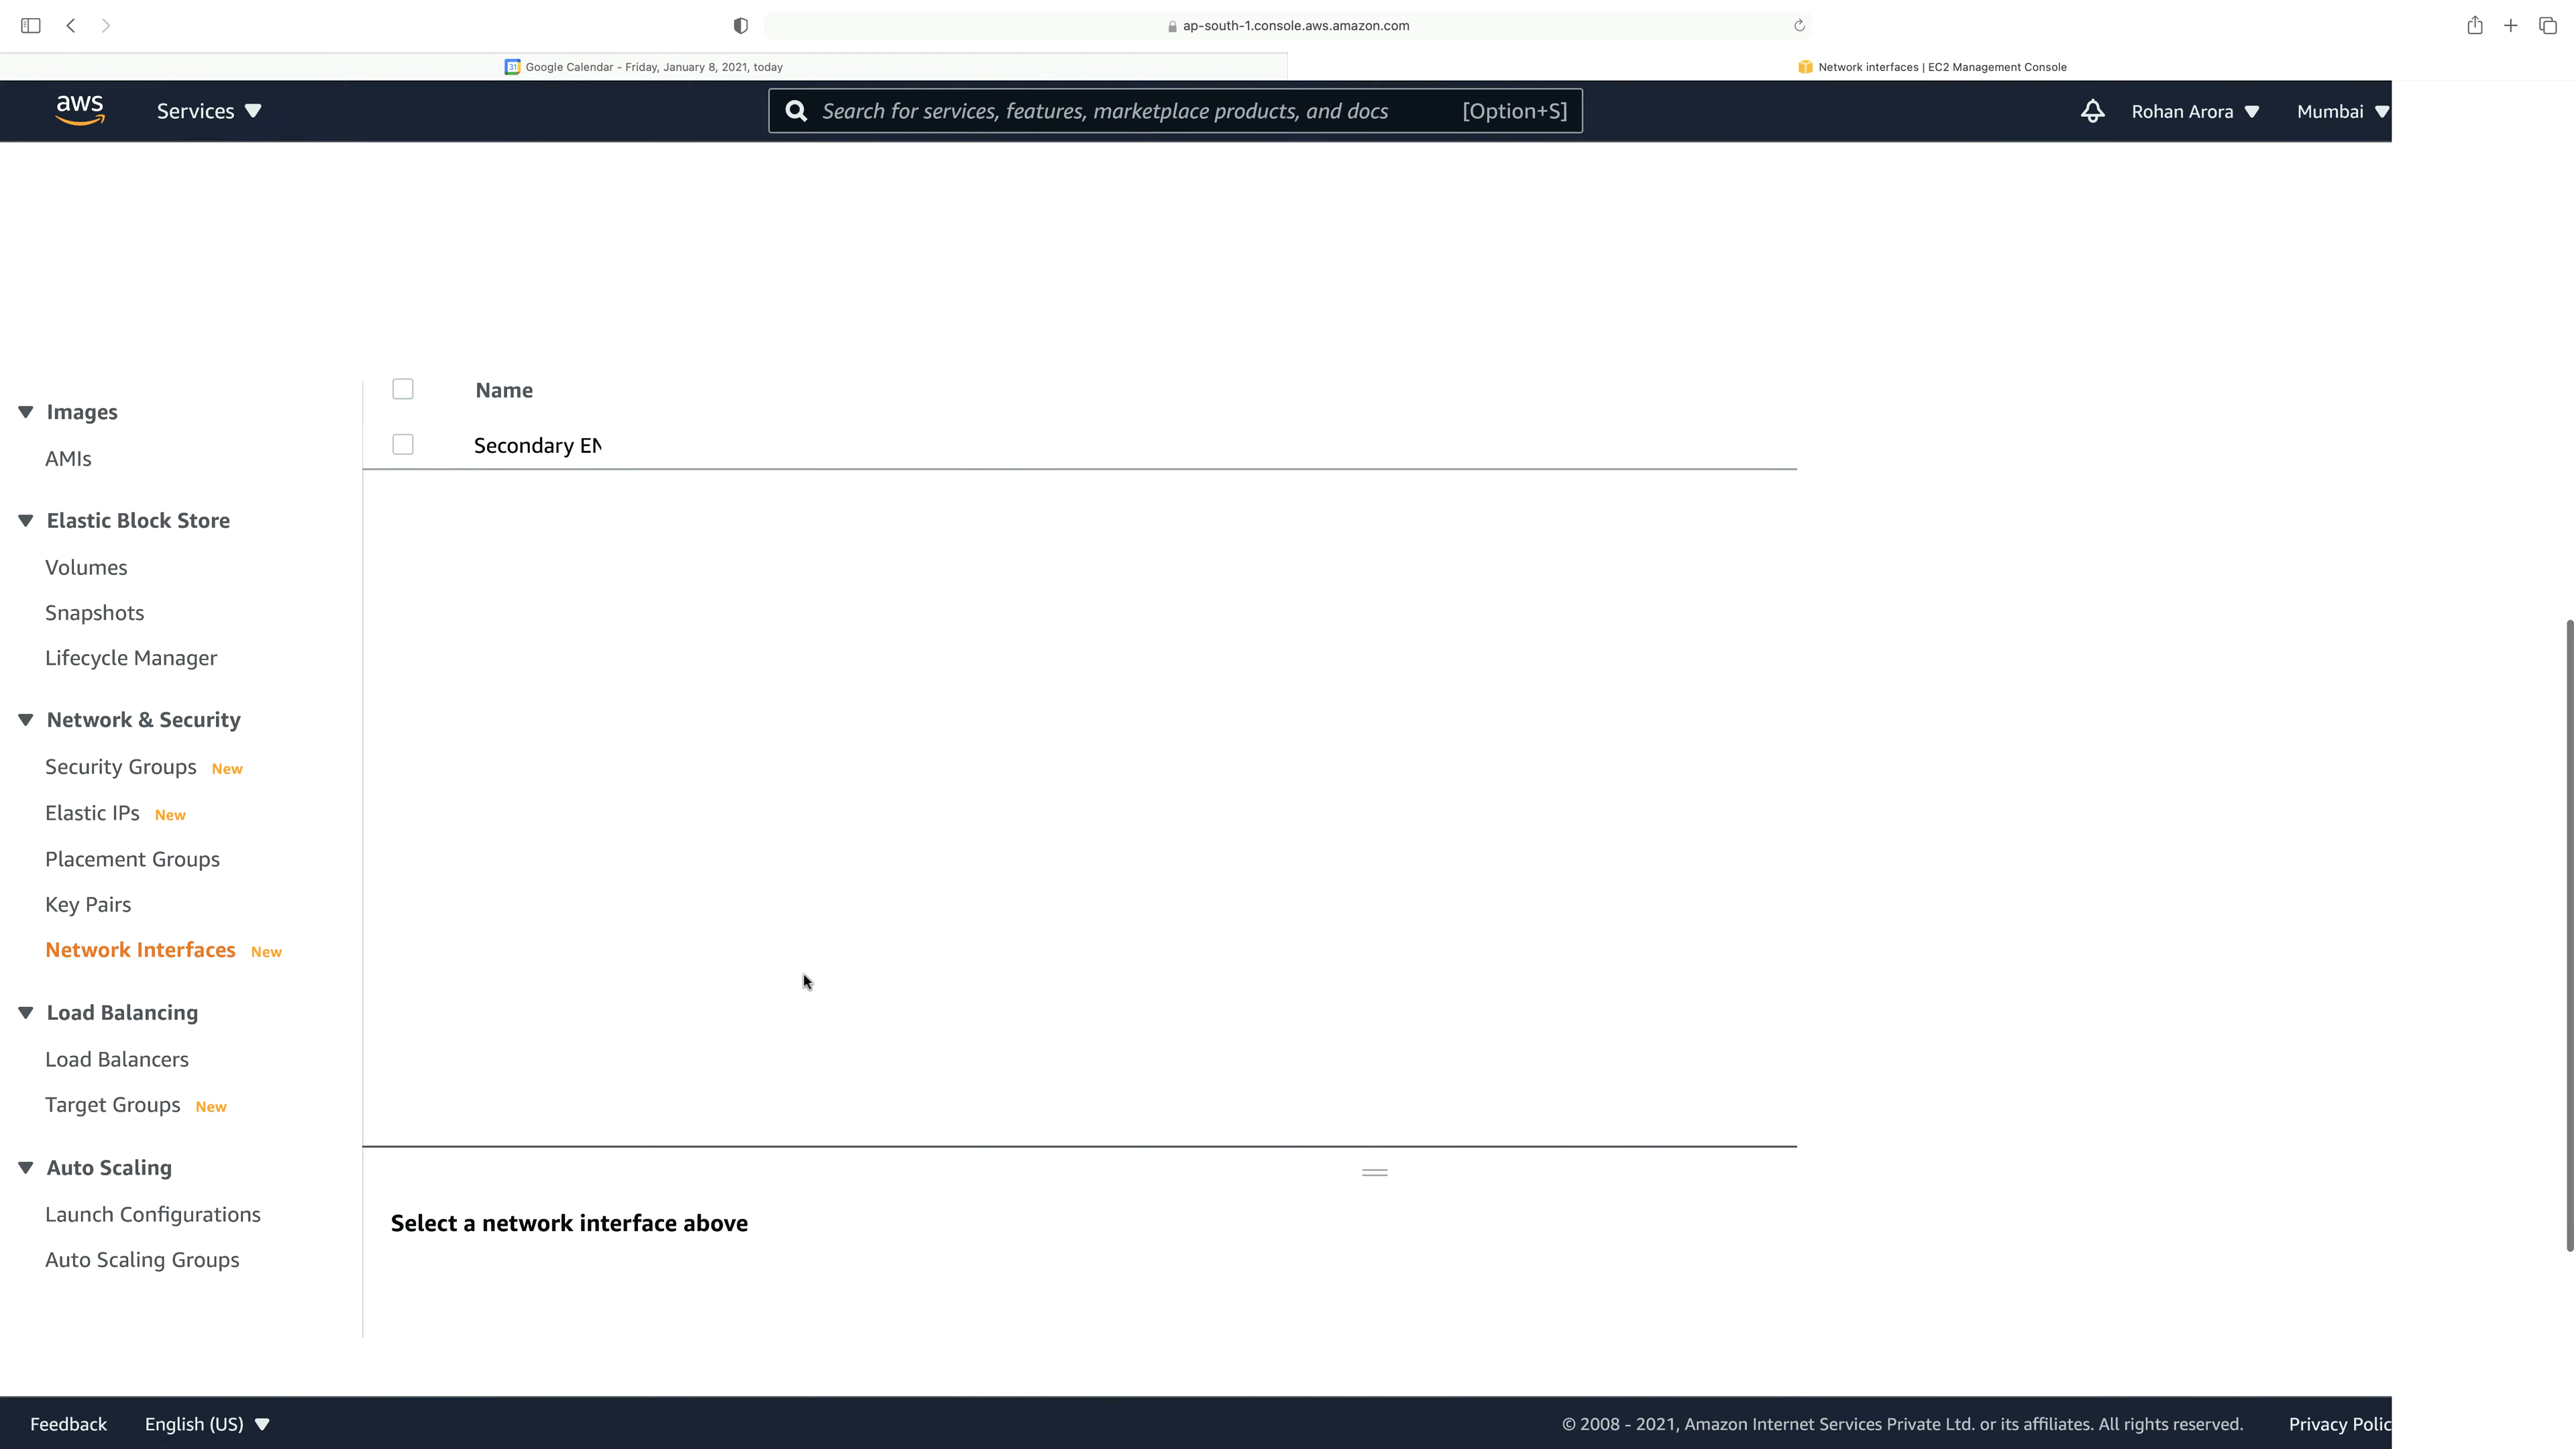 ap-south-1.console.aws.amazon.com
31 Google Calendar - Friday, January 8, 2021, today
Network interfaces | EC2 Management Console
aws Services Search for services, features, marketplace products, and docs [Option+S] Rohan Arora Mumbai
Name
Secondary EN
Images
AMIs
Elastic Block Store
Volumes
Snapshots
Lifecycle Manager
Network & Security
Security Groups New
Elastic IPs New
Placement Groups
Key Pairs
Network Interfaces New
Load Balancing
Load Balancers
Target Groups New
Auto Scaling
Launch Configurations
Auto Scaling Groups
Select a network interface above
Feedback English (US) © 2008 - 2021, Amazon Internet Services Private Ltd. or its affiliates. All rights reserved. Privacy Polic